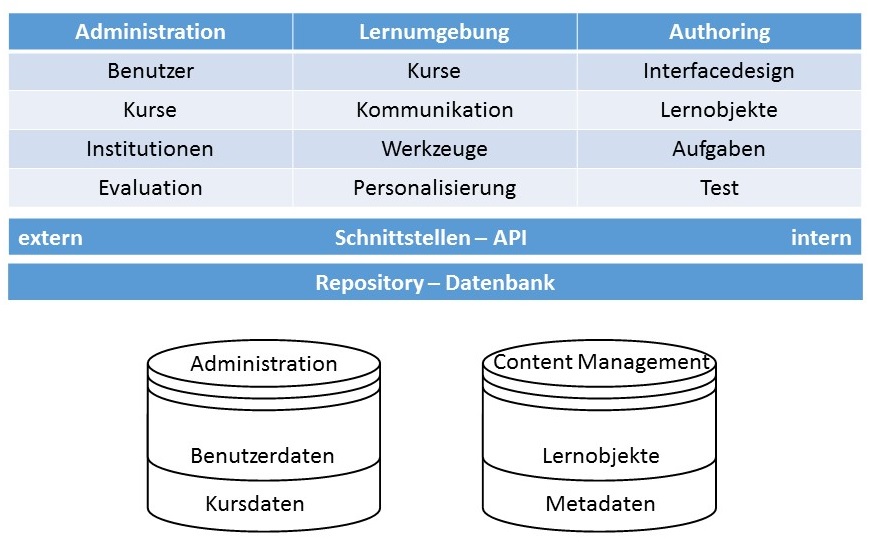 Administration Lernumgebung Authoring
Benutzer Kurse Interfacedesign
Kurse Kommunikation Lernobjekte
Institutionen Werkzeuge Aufgaben
Evaluation Personalisierung Test
extern Schnittstellen – API intern
Repository – Datenbank
Administration Content Management
Benutzerdaten Lernobjekte
Kursdaten Metadaten